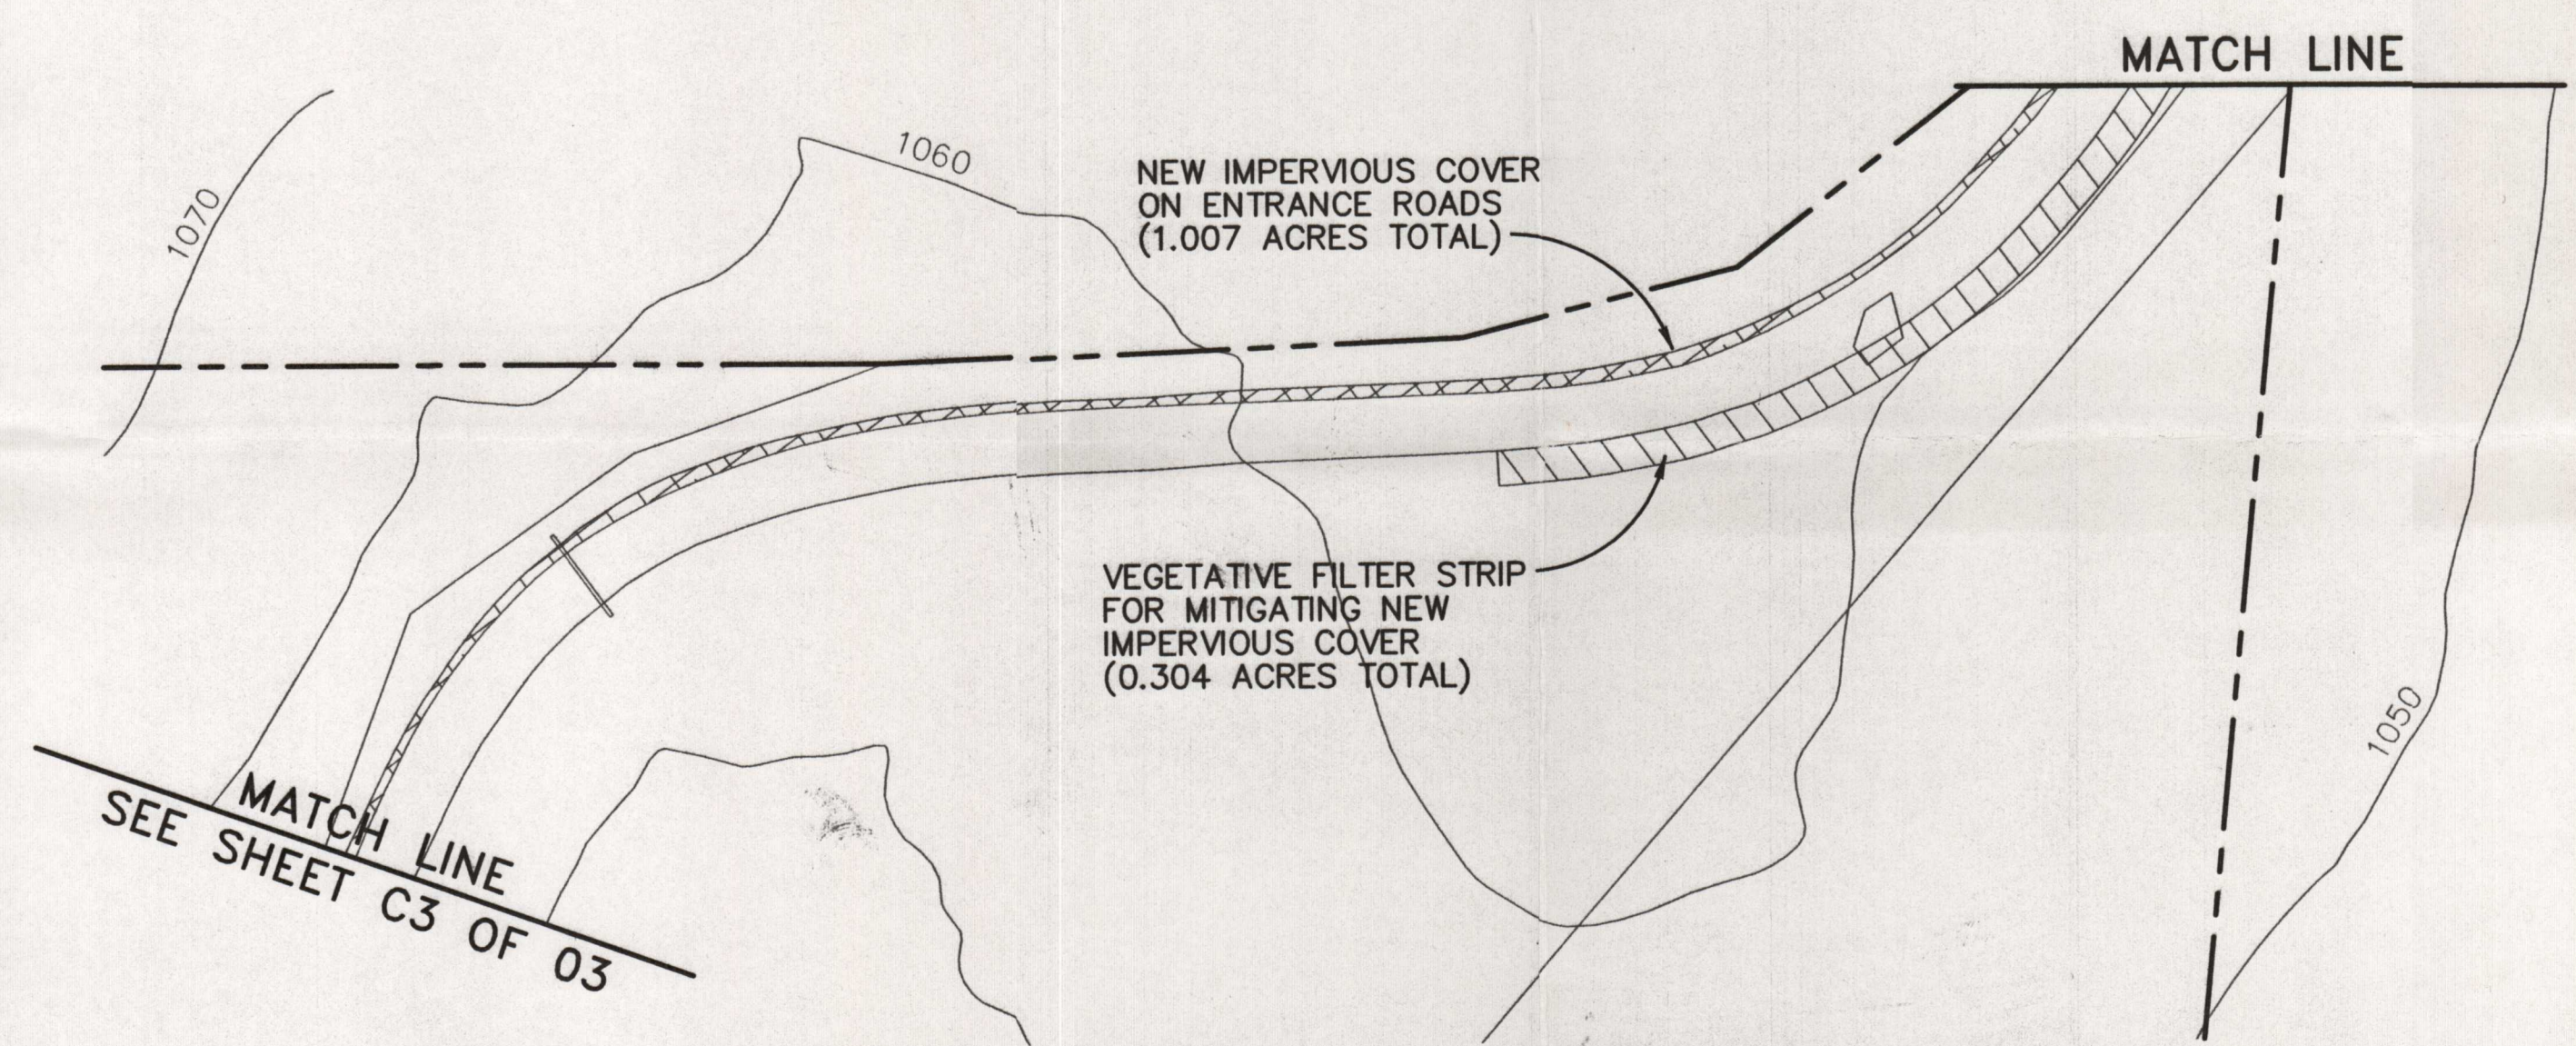 MATCH LINE
1060
NEW IMPERVIOUS COVER
ON ENTRANCE ROADS
(1.007 ACRES TOTAL)
1070
VEGETATIVE FILTER STRIP
FOR MITIGATING NEW
IMPERVIOUS COVER
(0.304 ACRES TOTAL)
1050
MATCH LINE
SEE SHEET C3 OF 03